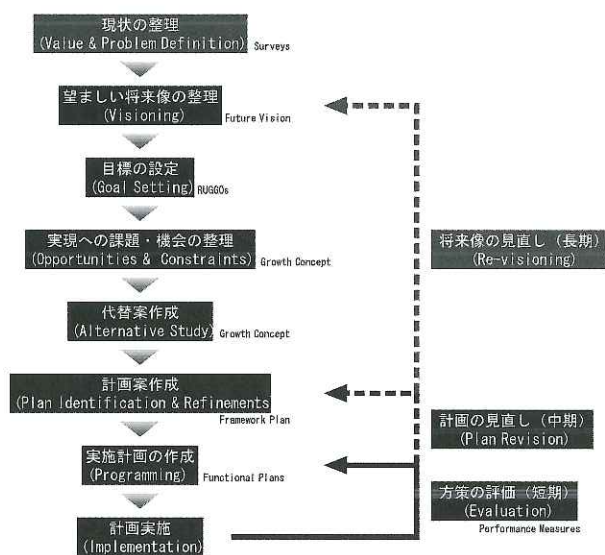 現状の整理
(Value & Problem Definition) Surveys
望ましい将来像の整理
(Visioning) Future Vision
目標の設定
(Goal Setting) RUGGOs
実現への課題・機会の整理
(Opportunities & Constraints) Growth Concept
代替案作成
(Alternative Study) Growth Concept
計画案作成
(Plan Identification & Refinements
Framework Plan
実施計画の作成
(Programming) Functional Plans
計画実施
(Implementation)
将来像の見直し (長期)
(Re-visioning)
計画の見直し (中期)
(Plan Revision)
方策の評価 (短期)
(Evaluation)
Performance Measures